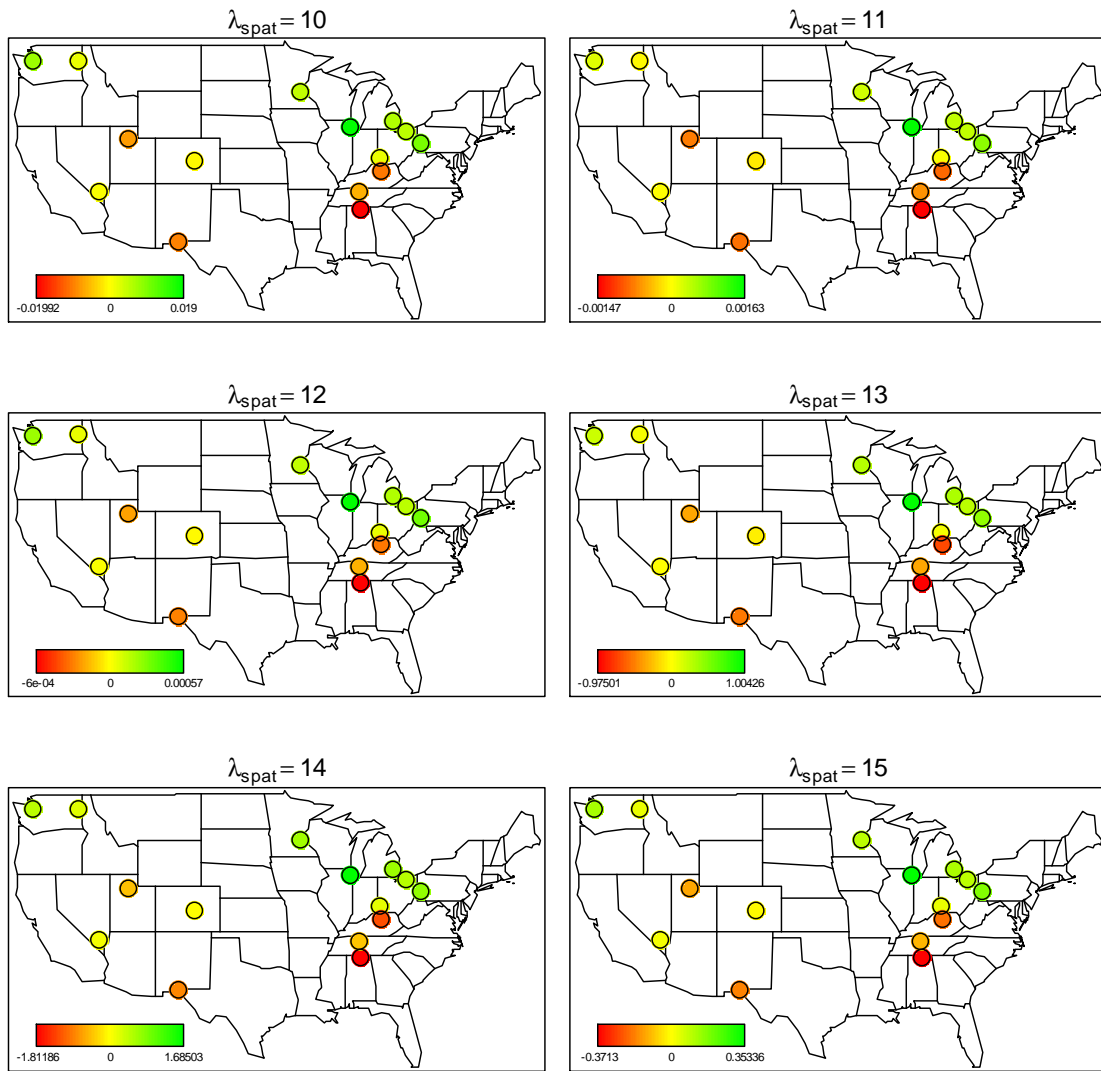 λspat = 10
-0.01992 0 0.019
λspat = 11
-0.00147 0 0.00163
λspat = 12
-6e-04 0 0.00057
λspat = 13
-0.97501 0 1.00426
λspat = 14
-1.81186 0 1.68503
λspat = 15
-0.3713 0 0.35336